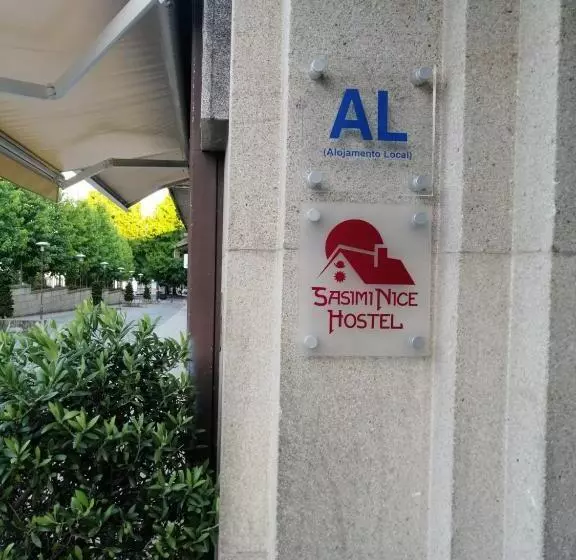 AL
(Alojamento Local)
SASIMI NICE
HOSTEL